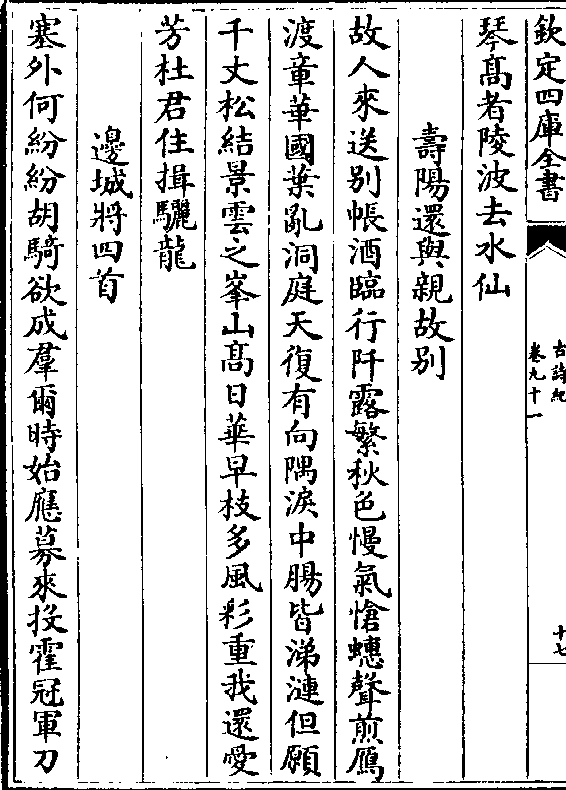 欽定四庫全書
古詩紀
卷九十一
十七
琴髙者陵波去水仙
壽陽還與親故别
故人來送别帳酒臨行阡露繁秋色慢氣愴蟪聲煎鴈
渡章華國葉亂洞庭天復有向隅淚中腸皆涕漣但願
千丈松結景雲之峯山髙日華早枝多風彩重我還愛
芳杜君住揖驪龍
邊城將四首
塞外何紛紛胡騎欲成羣爾時始應募來投霍冠軍刀